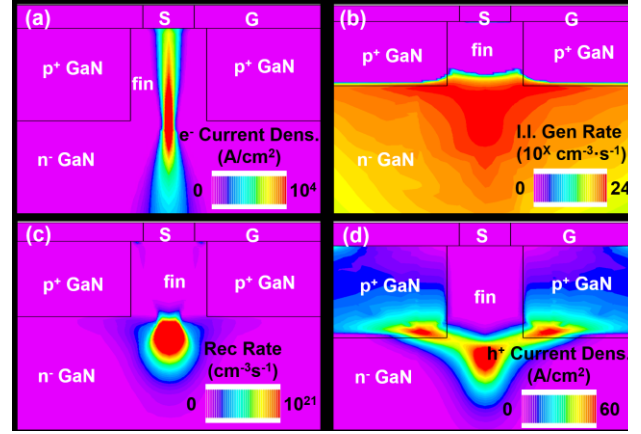 (a) S G
p⁺ GaN fin p⁺ GaN
e⁻ Current Dens.
(A/cm²)
n⁻ GaN
0 10⁴
(b) S G
p⁺ GaN fin p⁺ GaN
I.I. Gen Rate
(10ˣ cm⁻³·s⁻¹)
n⁻ GaN
0 24
(c) S G
p⁺ GaN fin p⁺ GaN
Rec Rate
(cm⁻³s⁻¹)
n⁻ GaN
0 10²¹
(d) S G
p⁺ GaN fin p⁺ GaN
h⁺ Current Dens.
(A/cm²)
n⁻ GaN
0 60